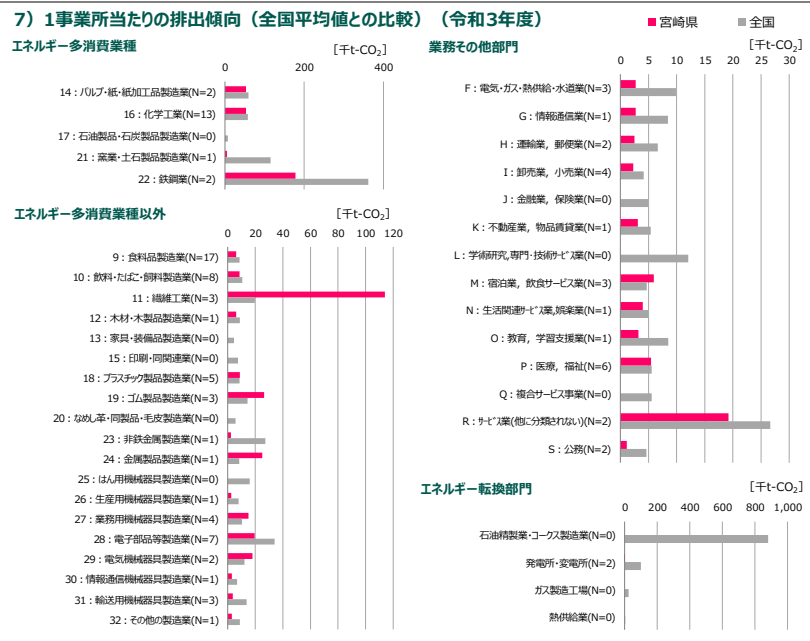 7）1事業所当たりの排出傾向（全国平均値との比較）（令和3年度）
宮崎県 全国
エネルギー多消費業種
[千t-CO₂]
0 200 400
14：パルプ・紙・紙加工品製造業(N=2)
16：化学工業(N=13)
17：石油製品・石炭製品製造業(N=0)
21：窯業・土石製品製造業(N=1)
22：鉄鋼業(N=2)
エネルギー多消費業種以外
[千t-CO₂]
0 20 40 60 80 100 120
9：食料品製造業(N=17)
10：飲料・たばこ・飼料製造業(N=8)
11：繊維工業(N=3)
12：木材・木製品製造業(N=1)
13：家具・装備品製造業(N=0)
15：印刷・同関連業(N=0)
18：プラスチック製品製造業(N=5)
19：ゴム製品製造業(N=3)
20：なめし革・同製品・毛皮製造業(N=0)
23：非鉄金属製造業(N=1)
24：金属製品製造業(N=1)
25：はん用機械器具製造業(N=0)
26：生産用機械器具製造業(N=1)
27：業務用機械器具製造業(N=4)
28：電子部品等製造業(N=7)
29：電気機械器具製造業(N=2)
30：情報通信機械器具製造業(N=1)
31：輸送用機械器具製造業(N=3)
32：その他の製造業(N=1)
業務その他部門
[千t-CO₂]
0 5 10 15 20 25 30
F：電気・ガス・熱供給・水道業(N=3)
G：情報通信業(N=1)
H：運輸業，郵便業(N=2)
I：卸売業，小売業(N=4)
J：金融業，保険業(N=0)
K：不動産業，物品賃貸業(N=1)
L：学術研究,専門・技術ｻｰﾋﾞｽ業(N=0)
M：宿泊業，飲食サービス業(N=3)
N：生活関連ｻｰﾋﾞｽ業,娯楽業(N=1)
O：教育，学習支援業(N=1)
P：医療，福祉(N=6)
Q：複合サービス事業(N=0)
R：ｻｰﾋﾞｽ業(他に分類されない)(N=2)
S：公務(N=2)
エネルギー転換部門
[千t-CO₂]
0 200 400 600 800 1,000
石油精製業・コークス製造業(N=0)
発電所・変電所(N=2)
ガス製造工場(N=0)
熱供給業(N=0)